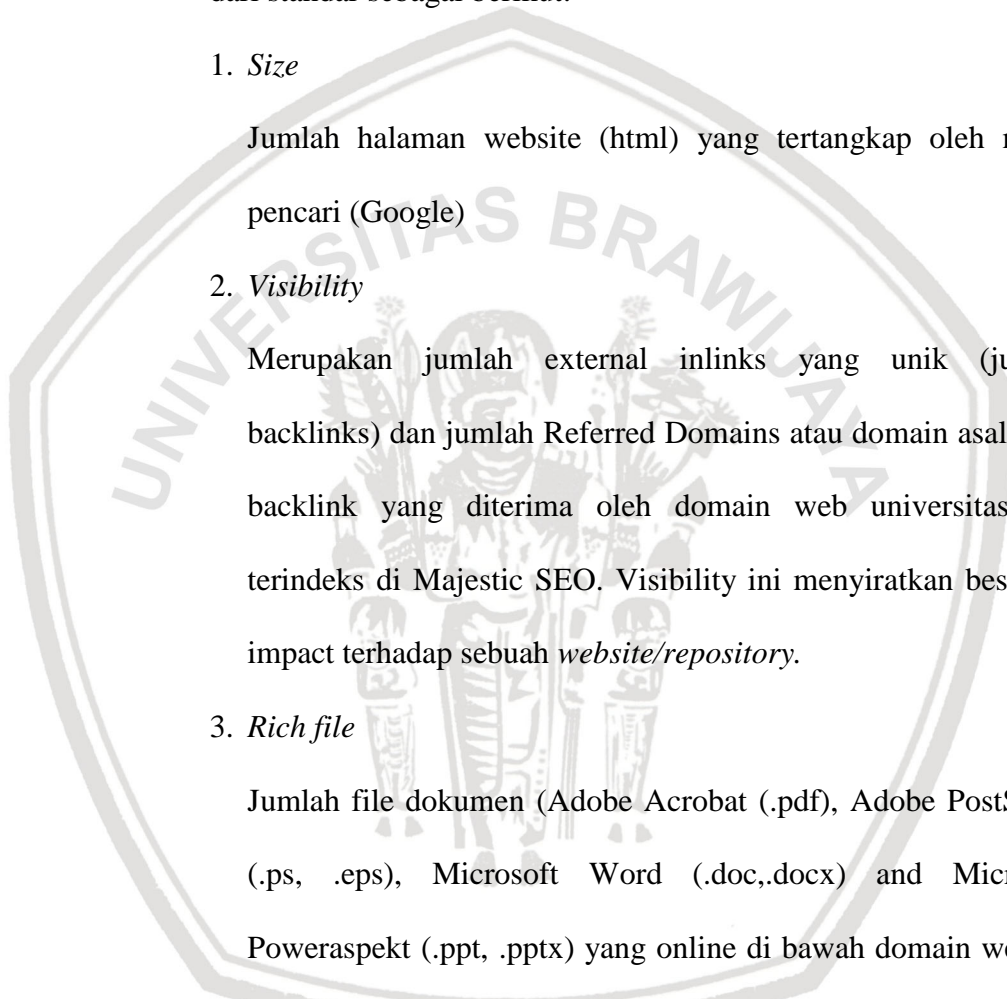 dari standar sebagai berikut:
1. Size
Jumlah halaman website (html) yang tertangkap oleh
pencari (Google)
2. Visibility
Merupakan jumlah external inlinks yang unik
backlinks) dan jumlah Referred Domains atau domain asal
backlink yang diterima oleh domain web universitas
terindeks di Majestic SEO. Visibility ini menyiratkan
impact terhadap sebuah website/repository.
3. Rich file
Jumlah file dokumen (Adobe Acrobat (.pdf), Adobe
(.ps, .eps), Microsoft Word (.doc,.docx) and
Poweraspekt (.ppt, .pptx) yang online di bawah domain
UNIVERSITAS BRAWIJAYA